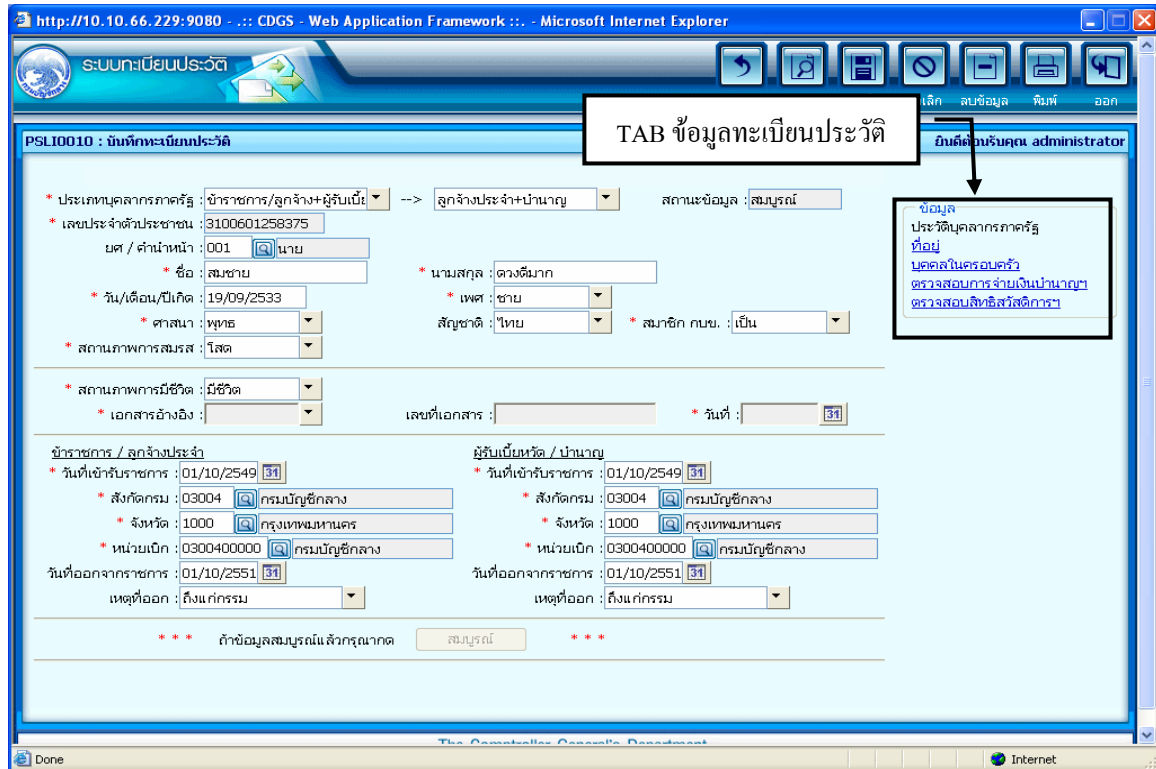 http://10.10.66.229:9080 - .:: CDGS - Web Application Framework ::. - Microsoft Internet Explorer
ระบบทะเบียนประวัติ
ลบข้อมูล พิมพ์ ออก
TAB ข้อมูลทะเบียนประวัติ
PSLI0010 : บันทึกทะเบียนประวัติ ยินดีต้อนรับคุณ administrator
* ประเภทบุคลากรภาครัฐ : ข้าราชการ/ลูกจ้าง+ผู้รับเบี้ย --> ลูกจ้างประจำ+บำนาญ สถานะข้อมูล : สมบูรณ์
* เลขประจำตัวประชาชน : 3100601258375
ยศ / คำนำหน้า : 001 นาย
* ชื่อ : สมชาย * นามสกุล : ดวงดีมาก
* วัน/เดือน/ปีเกิด : 19/09/2533 * เพศ : ชาย
* ศาสนา : พุทธ สัญชาติ : ไทย * สมาชิก กบข. : เป็น
* สถานภาพการสมรส : โสด
ข้อมูล
ประวัติบุคลากรภาครัฐ
ที่อยู่
บุคคลในครอบครัว
ตรวจสอบการจ่ายเงินบำนาญฯ
ตรวจสอบสิทธิสวัสดิการฯ
* สถานภาพการมีชีวิต : มีชีวิต
* เอกสารอ้างอิง : เลขที่เอกสาร : * วันที่ : 31
ข้าราชการ / ลูกจ้างประจำ ผู้รับเบี้ยหวัด / บำนาญ
* วันที่เข้ารับราชการ : 01/10/2549 31 * วันที่เข้ารับราชการ : 01/10/2549 31
* สังกัดกรม : 03004 กรมบัญชีกลาง * สังกัดกรม : 03004 กรมบัญชีกลาง
* จังหวัด : 1000 กรุงเทพมหานคร * จังหวัด : 1000 กรุงเทพมหานคร
* หน่วยเบิก : 0300400000 กรมบัญชีกลาง * หน่วยเบิก : 0300400000 กรมบัญชีกลาง
วันที่ออกจากราชการ : 01/10/2551 31 วันที่ออกจากราชการ : 01/10/2551 31
เหตุที่ออก : ถึงแก่กรรม เหตุที่ออก : ถึงแก่กรรม
* * * ถ้าข้อมูลสมบูรณ์แล้วกรุณากด สมบูรณ์ * * *
The Comptroller General's Department
Done Internet